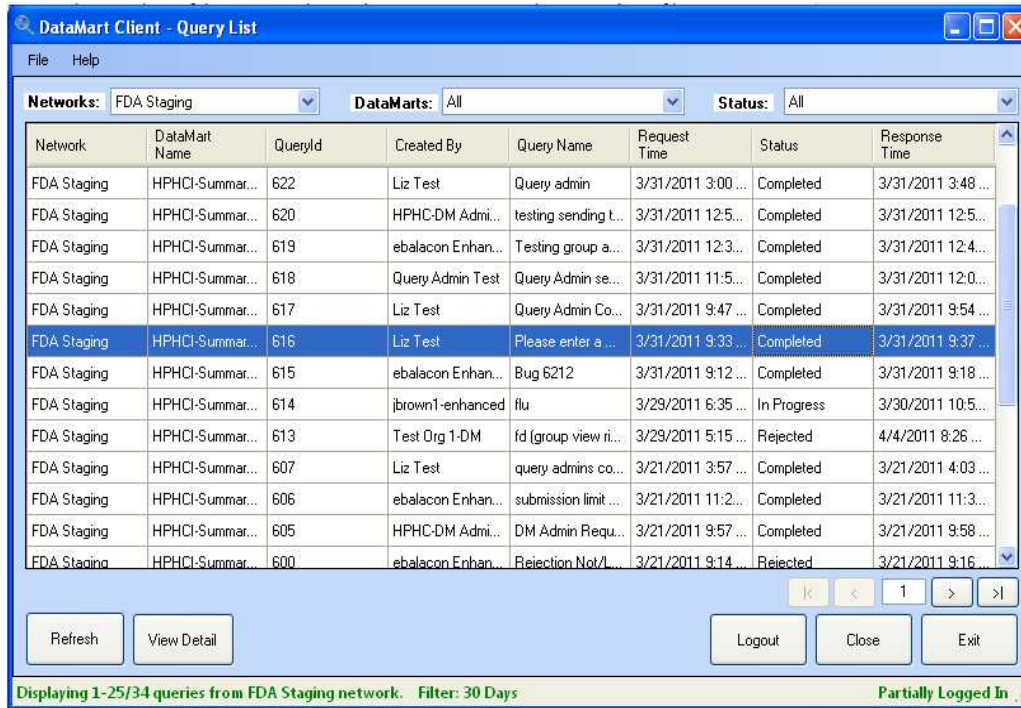 DataMart Client - Query List
File Help
Networks: FDA Staging DataMarts: All Status: All
Network DataMart Name QueryId Created By Query Name Request Time Status Response Time
FDA Staging HPHCI-Summar... 622 Liz Test Query admin 3/31/2011 3:00 ... Completed 3/31/2011 3:48 ...
FDA Staging HPHCI-Summar... 620 HPHC-DM Admi... testing sending t... 3/31/2011 12:5... Completed 3/31/2011 12:5...
FDA Staging HPHCI-Summar... 619 ebalacon Enhan... Testing group a... 3/31/2011 12:3... Completed 3/31/2011 12:4...
FDA Staging HPHCI-Summar... 618 Query Admin Test Query Admin se... 3/31/2011 11:5... Completed 3/31/2011 12:0...
FDA Staging HPHCI-Summar... 617 Liz Test Query Admin Co... 3/31/2011 9:47 ... Completed 3/31/2011 9:54 ...
FDA Staging HPHCI-Summar... 616 Liz Test Please enter a ... 3/31/2011 9:33 ... Completed 3/31/2011 9:37 ...
FDA Staging HPHCI-Summar... 615 ebalacon Enhan... Bug 6212 3/31/2011 9:12 ... Completed 3/31/2011 9:18 ...
FDA Staging HPHCI-Summar... 614 jbrown1-enhanced flu 3/29/2011 6:35 ... In Progress 3/30/2011 10:5...
FDA Staging HPHCI-Summar... 613 Test Org 1-DM fd (group view ri... 3/29/2011 5:15 ... Rejected 4/4/2011 8:26 ...
FDA Staging HPHCI-Summar... 607 Liz Test query admins co... 3/21/2011 3:57 ... Completed 3/21/2011 4:03 ...
FDA Staging HPHCI-Summar... 606 ebalacon Enhan... submission limit ... 3/21/2011 11:2... Completed 3/21/2011 11:3...
FDA Staging HPHCI-Summar... 605 HPHC-DM Admi... DM Admin Requ... 3/21/2011 9:57 ... Completed 3/21/2011 9:58 ...
FDA Staging HPHCI-Summar... 600 ebalacon Enhan... Rejection Not/L... 3/21/2011 9:14 ... Rejected 3/21/2011 9:16 ...
1
Refresh View Detail Logout Close Exit
Displaying 1-25/34 queries from FDA Staging network. Filter: 30 Days Partially Logged In